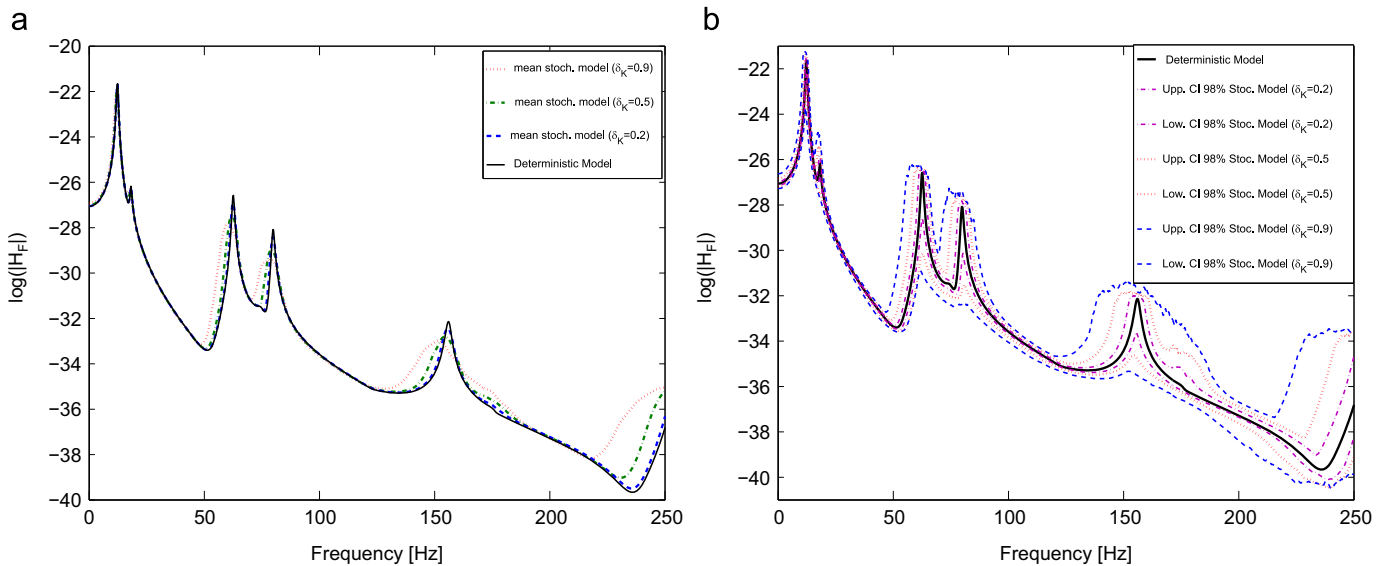 a
−20
−22
−24
−26
−28
−30
−32
−34
−36
−38
−40
log(|H_F|)
0
50
100
150
200
250
Frequency [Hz]
mean stoch. model (δ_K=0.9)
mean stoch. model (δ_K=0.5)
mean stoch. model (δ_K=0.2)
Deterministic Model
b
−22
−24
−26
−28
−30
−32
−34
−36
−38
−40
log(|H_F|)
0
50
100
150
200
250
Frequency [Hz]
Deterministic Model
Upp. CI 98% Stoc. Model (δ_K=0.2)
Low. CI 98% Stoc. Model (δ_K=0.2)
Upp. CI 98% Stoc. Model (δ_K=0.5
Low. CI 98% Stoc. Model (δ_K=0.5)
Upp. CI 98% Stoc. Model (δ_K=0.9)
Low. CI 98% Stoc. Model (δ_K=0.9)